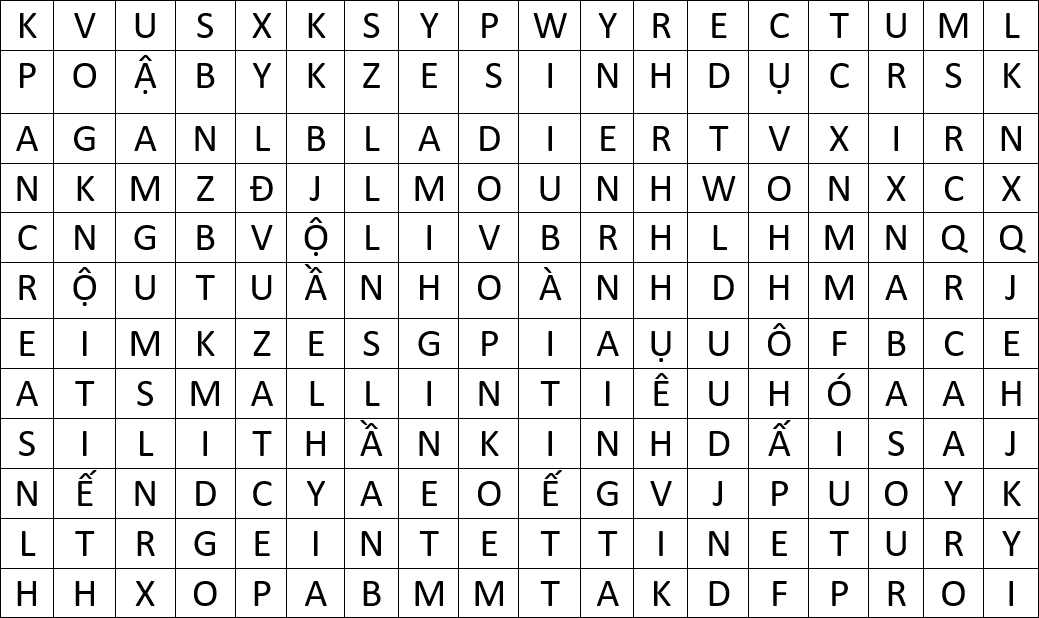 K V U S X K S Y P W Y R E C T U M L
P O Ậ B Y K Z E S I N H D Ụ C R S K
A G A N L B L A D I E R T V X I R N
N K M Z Đ J L M O U N H W O N X C X
C N G B V Ộ L I V B R H L H M N Q Q
R Ộ U T U Ầ N H O À N H D H M A R J
E I M K Z E S G P I A Ụ U Ô F B C E
A T S M A L L I N T I Ê U H Ó A A H
S I L I T H Ầ N K I N H D Ấ I S A J
N Ế N D C Y A E O Ế G V J P U O Y K
L T R G E I N T E T T I N E T U R Y
H H X O P A B M M T A K D F P R O I